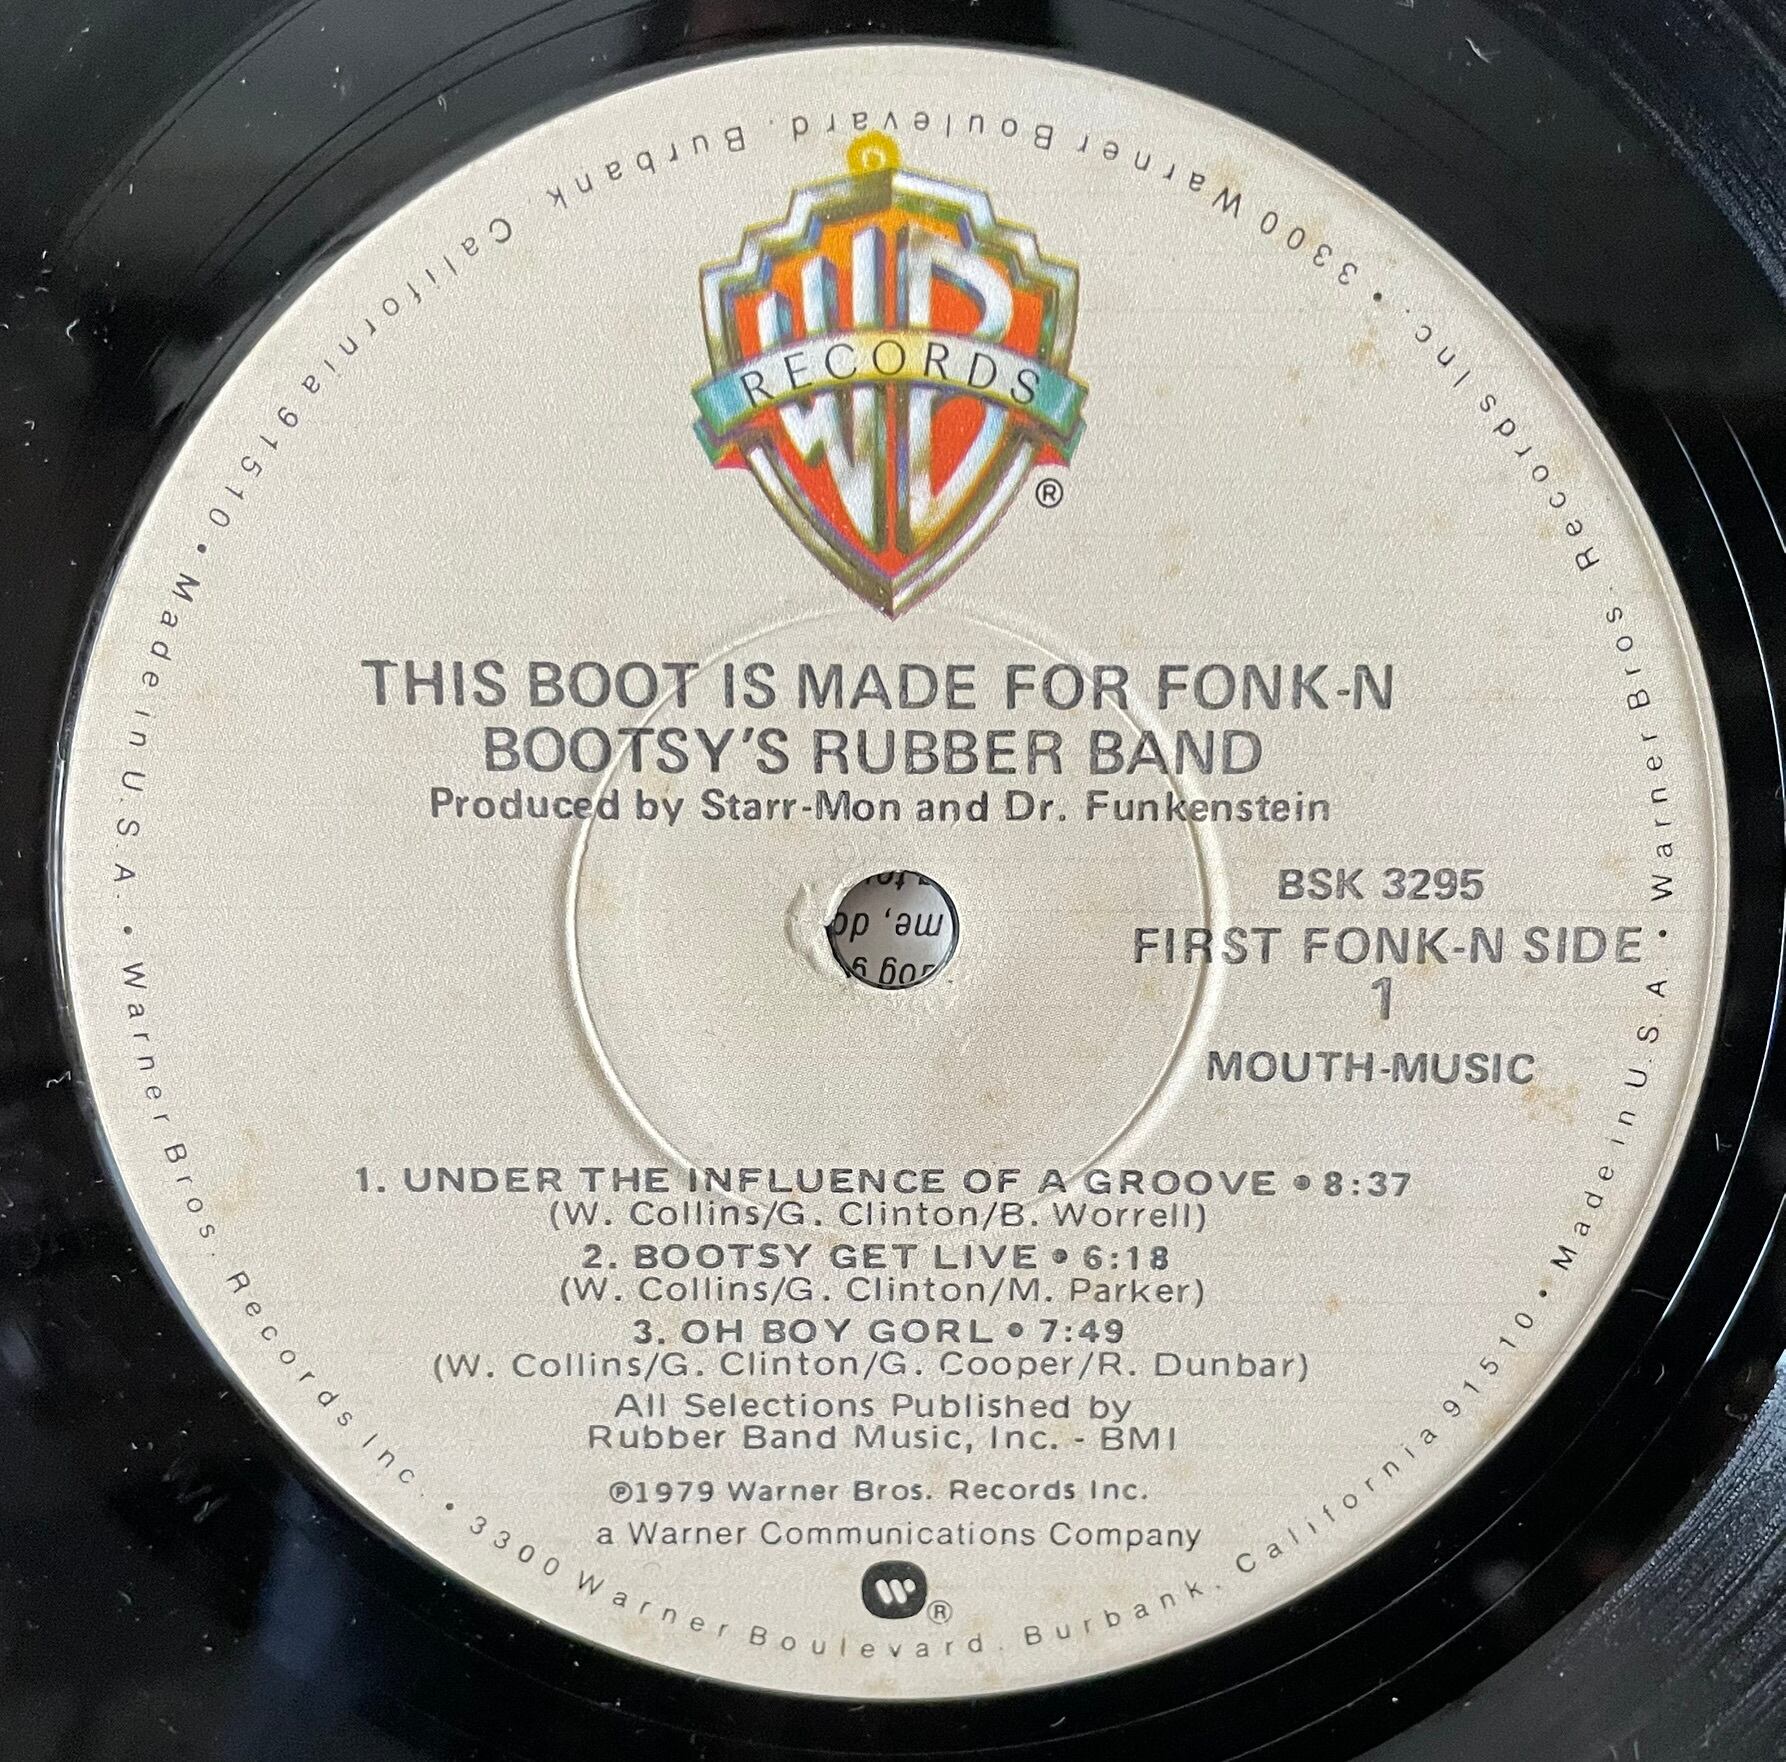 WB
RECORDS
®
THIS BOOT IS MADE FOR FONK-N
BOOTSY'S RUBBER BAND
Produced by Starr-Mon and Dr. Funkenstein
BSK 3295
FIRST FONK-N SIDE
1
MOUTH-MUSIC
me, do
1. UNDER THE INFLUENCE OF A GROOVE • 8:37
(W. Collins/G. Clinton/B. Worrell)
2. BOOTSY GET LIVE • 6:18
(W. Collins/G. Clinton/M. Parker)
3. OH BOY GORL • 7:49
(W. Collins/G. Clinton/G. Cooper/R. Dunbar)
All Selections Published by
Rubber Band Music, Inc. - BMI
℗1979 Warner Bros. Records Inc.
a Warner Communications Company
®
Warner Bros. Records Inc. • 3300 Warner Boulevard. Burbank. California 91510 • Made in U.S.A. • Warner Bros. Records Inc. • 3300 Warner Boulevard. Burbank. California 91510 • Made in U.S.A. •